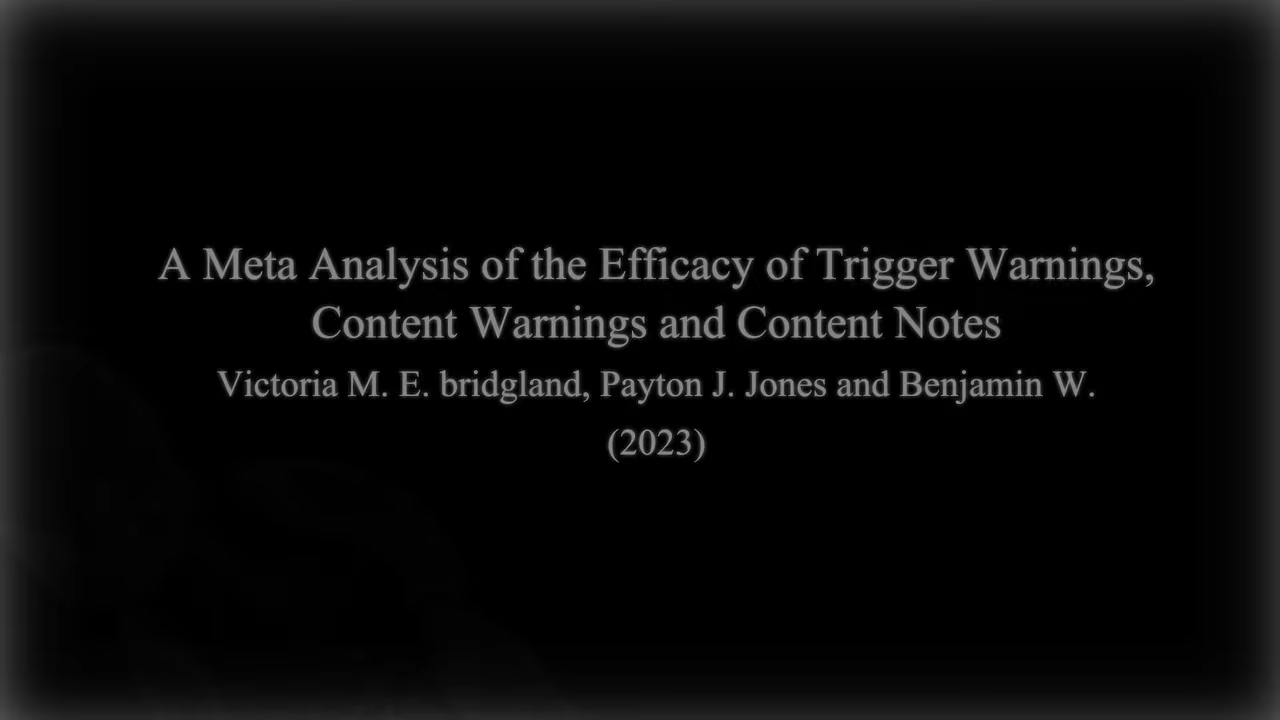 A Meta Analysis of the Efficacy of Trigger Warnings,
Content Warnings and Content Notes
Victoria M. E. bridgland, Payton J. Jones and Benjamin W.
(2023)